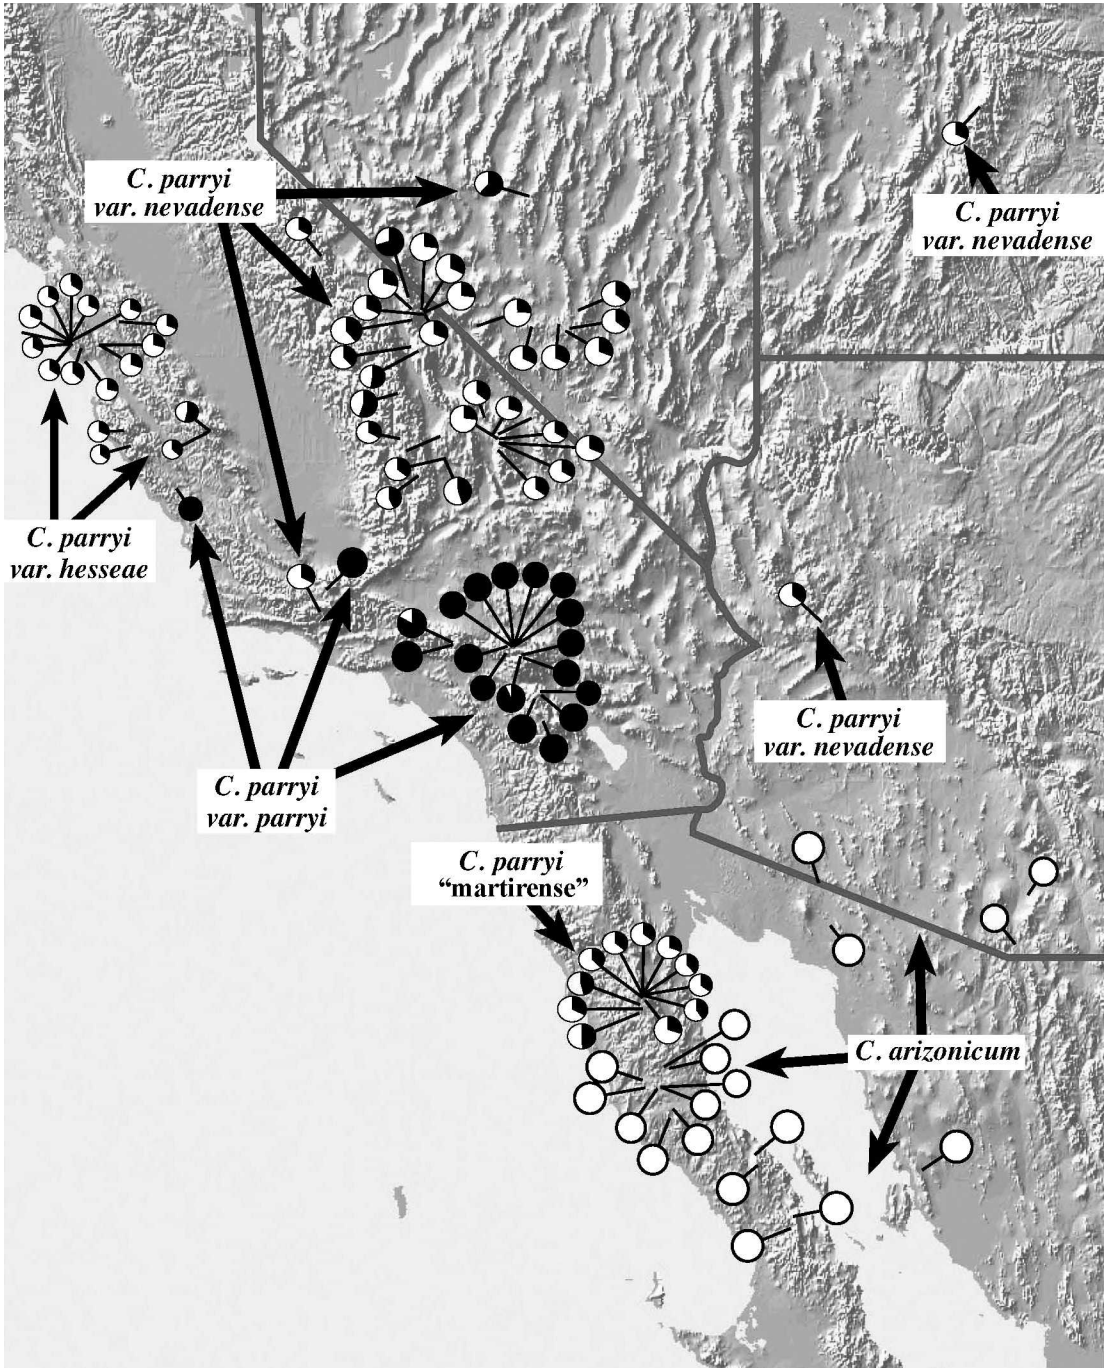 C. parryi
var. nevadense
C. parryi
var. nevadense
C. parryi
var. hesseae
C. parryi
var. nevadense
C. parryi
var. parryi
C. parryi
“martirense”
C. arizonicum